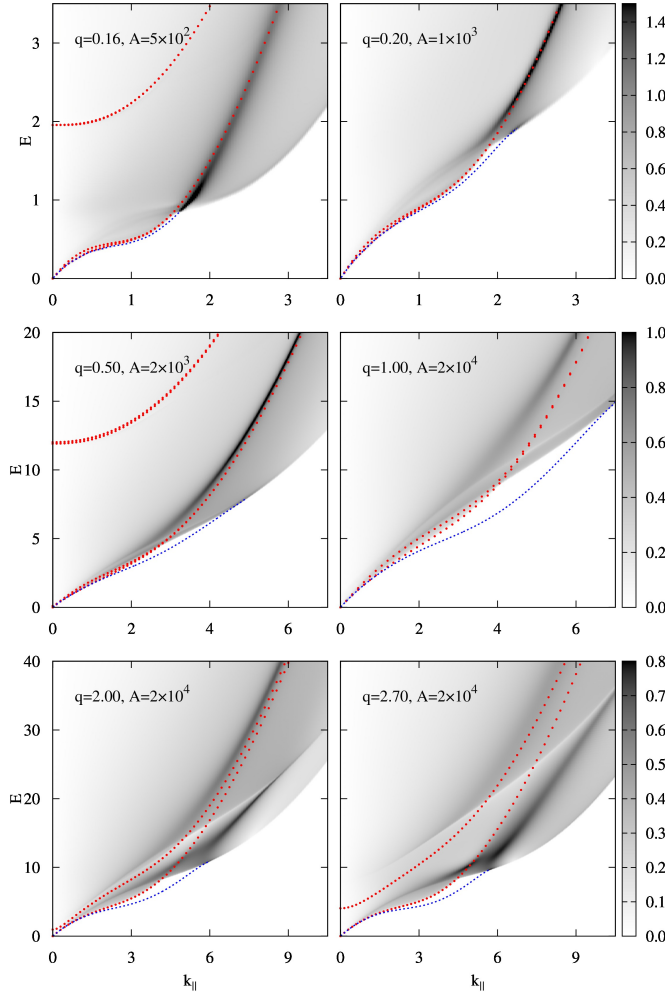 q=0.16, A=5×10²
q=0.20, A=1×10³
3
2
1
0
E
0 1 2 3
0 1 2 3
1.4
1.2
1.0
0.8
0.6
0.4
0.2
0.0
q=0.50, A=2×10³
q=1.00, A=2×10⁴
20
15
10
5
0
E
0 2 4 6
0 2 4 6
1.0
0.8
0.6
0.4
0.2
0.0
q=2.00, A=2×10⁴
q=2.70, A=2×10⁴
40
30
20
10
0
E
0 3 6 9
0 3 6 9
k||
k||
0.8
0.7
0.6
0.5
0.4
0.3
0.2
0.1
0.0